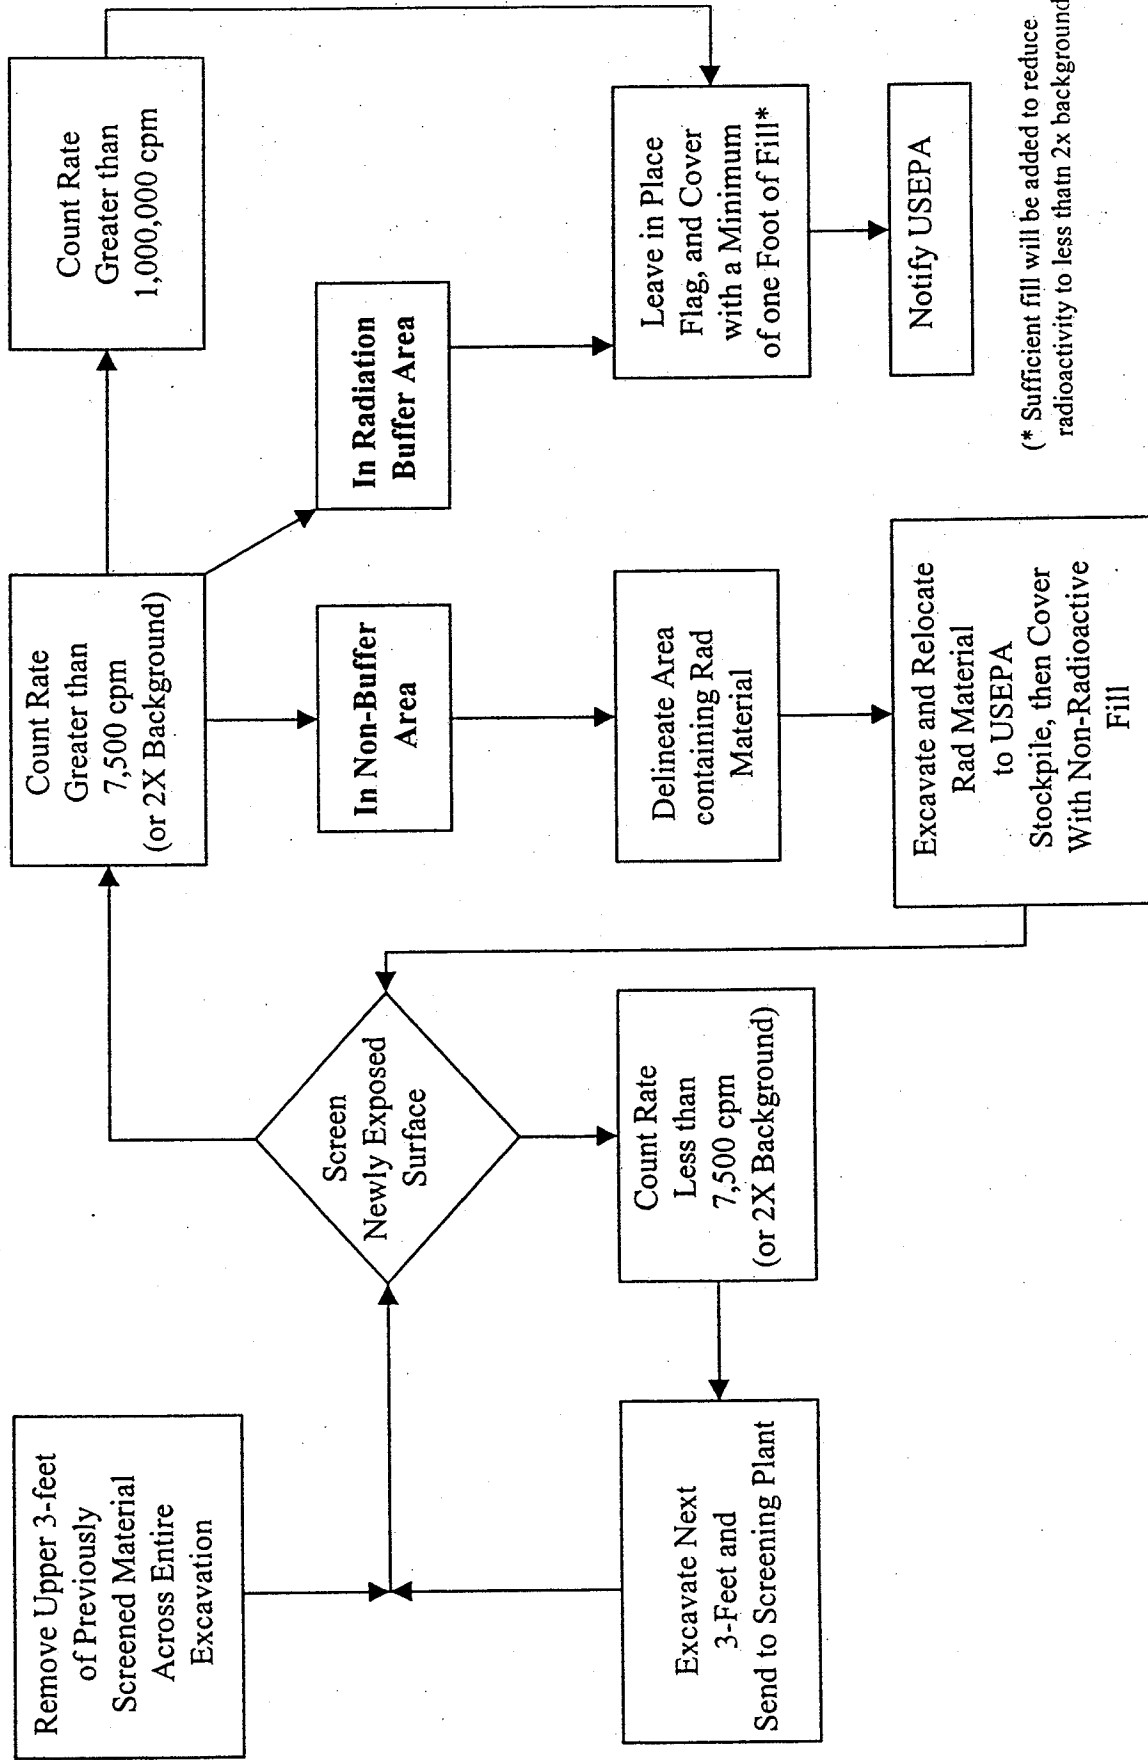 Remove Upper 3-feet
of Previously
Screened Material
Across Entire
Excavation
Screen
Newly Exposed
Surface
Count Rate
Greater than
7,500 cpm
(or 2X Background)
Count Rate
Greater than
1,000,000 cpm
In Non-Buffer
Area
In Radiation
Buffer Area
Excavate Next
3-Feet and
Send to Screening Plant
Count Rate
Less than
7,500 cpm
(or 2X Background)
Delineate Area
containing Rad
Material
Leave in Place
Flag, and Cover
with a Minimum
of one Foot of Fill*
Excavate and Relocate
Rad Material
to USEPA
Stockpile, then Cover
With Non-Radioactive
Fill
Notify USEPA
(* Sufficient fill will be added to reduce
radioactivity to less thatn 2x background